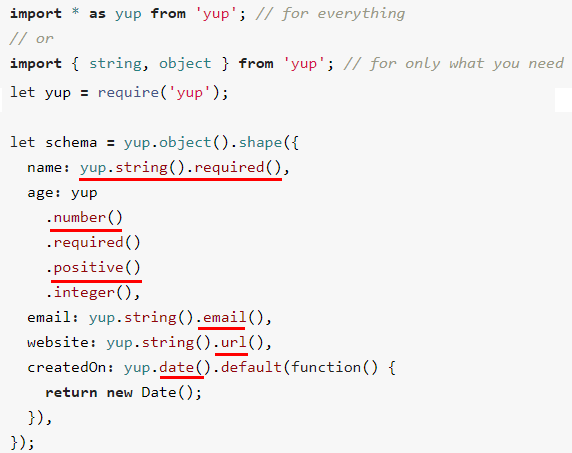 import * as yup from 'yup'; // for everything
// or
import { string, object } from 'yup'; // for only what you need
let yup = require('yup');
let schema = yup.object().shape({
name: yup.string().required(),
age: yup
.number()
.required()
.positive()
.integer(),
email: yup.string().email(),
website: yup.string().url(),
createdOn: yup.date().default(function() {
return new Date();
}),
});